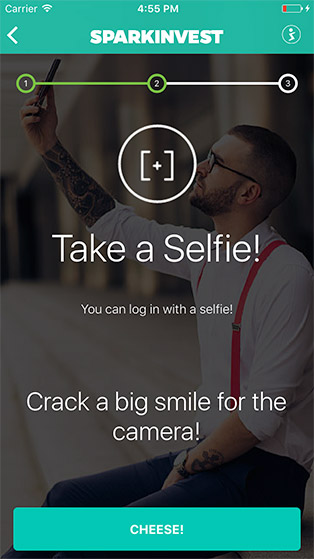 Carrier 4:55 PM
SPARKINVEST
1 2 3
Take a Selfie!
You can log in with a selfie!
Crack a big smile for the
camera!
CHEESE!